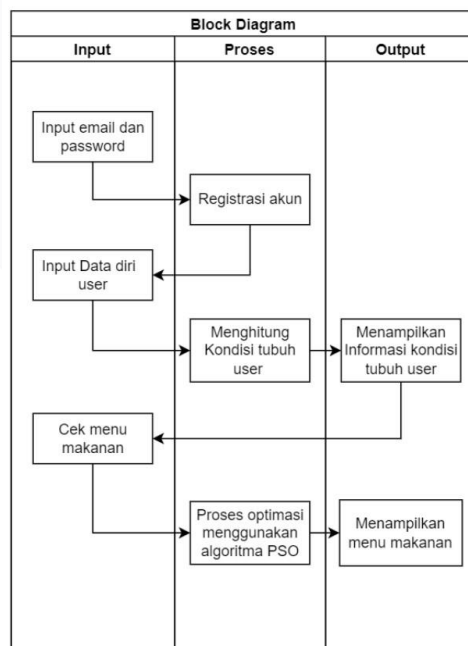 Block Diagram
Input
Proses
Output
Input email dan
password
Registrasi akun
Input Data diri
user
Menghitung
Kondisi tubuh
user
Menampilkan
Informasi kondisi
tubuh user
Cek menu
makanan
Proses optimasi
menggunakan
algoritma PSO
Menampilkan
menu makanan